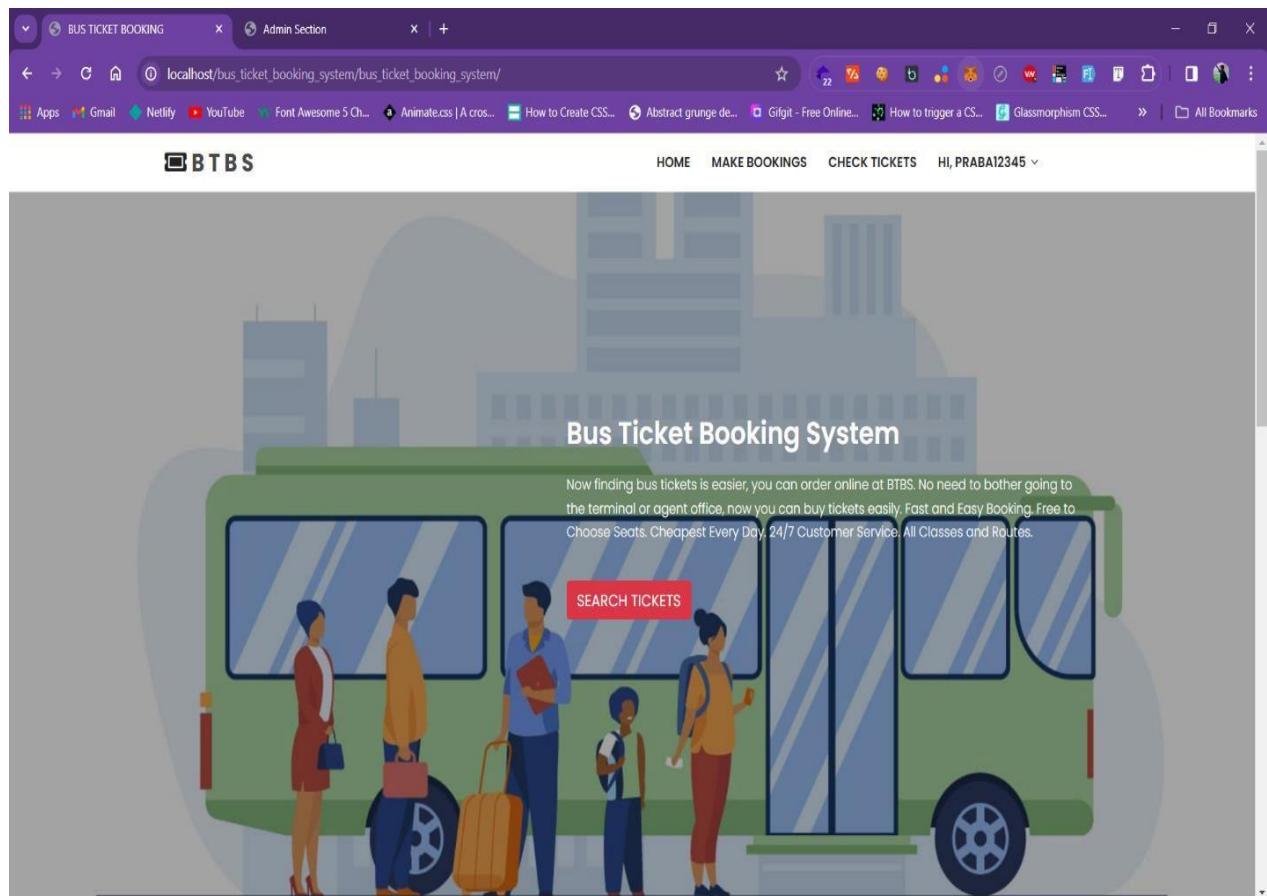 BUS TICKET BOOKING
Admin Section
localhost/bus_ticket_booking_system/bus_ticket_booking_system/
22
Apps Gmail Netlify YouTube Font Awesome 5 Ch... Animate.css | A cros... How to Create CSS... Abstract grunge de... Gifgit - Free Online... How to trigger a CS... Glassmorphism CSS... » All Bookmarks
BTBS
HOME MAKE BOOKINGS CHECK TICKETS HI, PRABA12345
Bus Ticket Booking System
Now finding bus tickets is easier, you can order online at BTBS. No need to bother going to
the terminal or agent office, now you can buy tickets easily. Fast and Easy Booking. Free to
Choose Seats. Cheapest Every Day. 24/7 Customer Service. All Classes and Routes.
SEARCH TICKETS